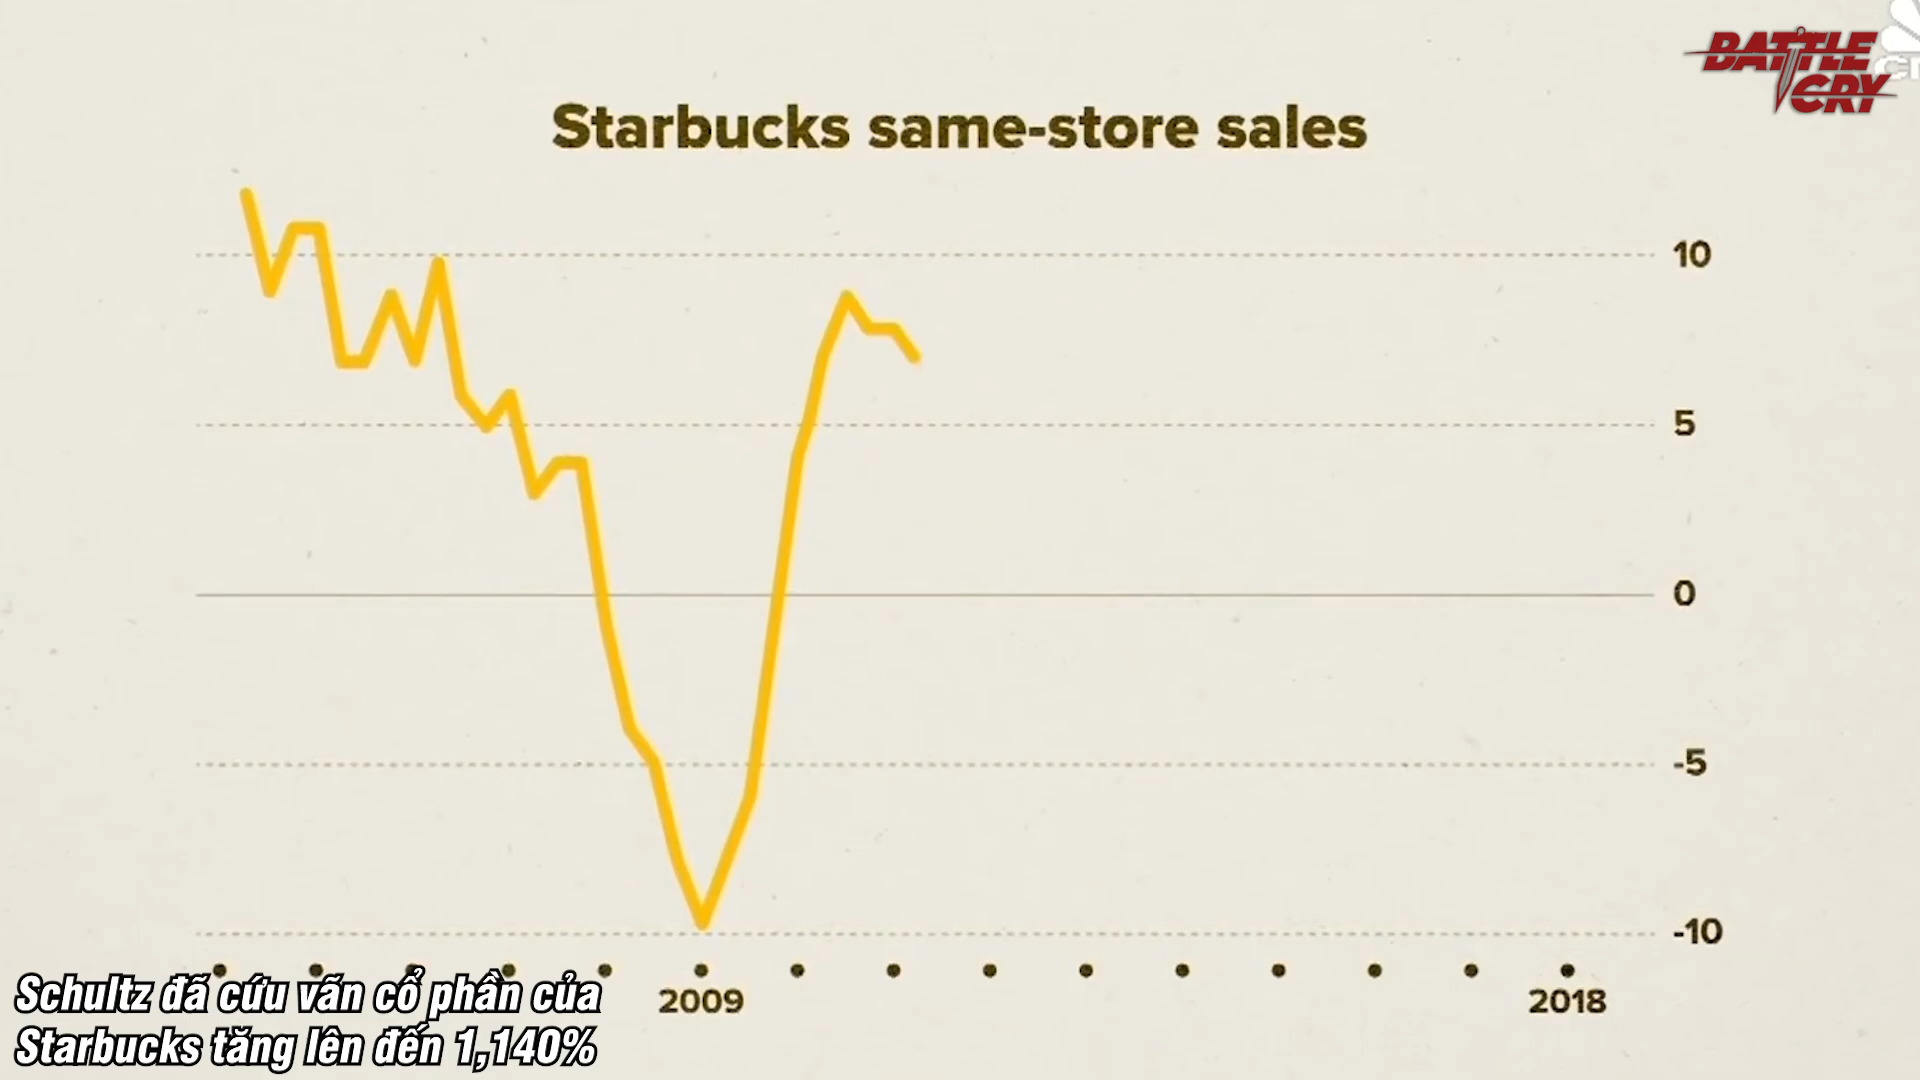 BATTLE
CRY
Starbucks same-store sales
10
5
0
-5
-10
2009
2018
Schultz đã cứu vãn cổ phần của
Starbucks tăng lên đến 1,140%